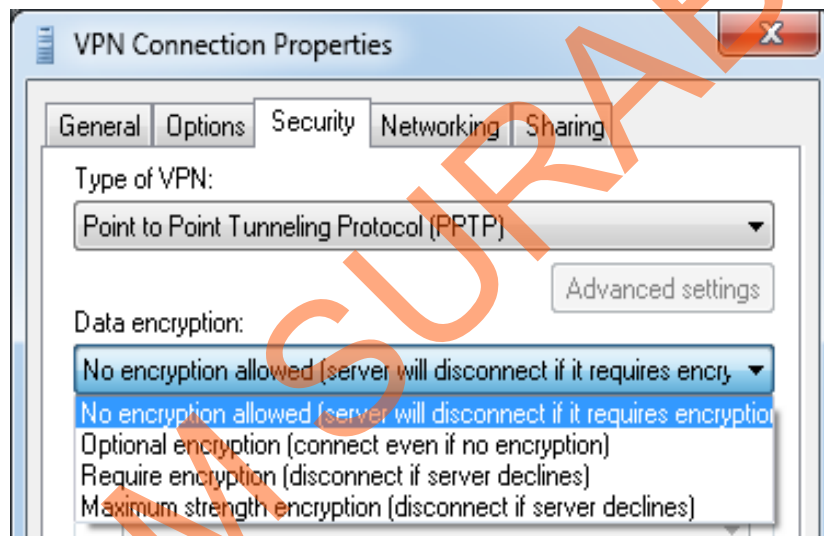 VPN Connection Properties
General Options Security Networking Sharing
Type of VPN:
Point to Point Tunneling Protocol (PPTP)
Advanced settings
Data encryption:
No encryption allowed (server will disconnect if it requires encry
No encryption allowed (server will disconnect if it requires encryption
Optional encryption (connect even if no encryption)
Require encryption (disconnect if server declines)
Maximum strength encryption (disconnect if server declines)
M SURAB